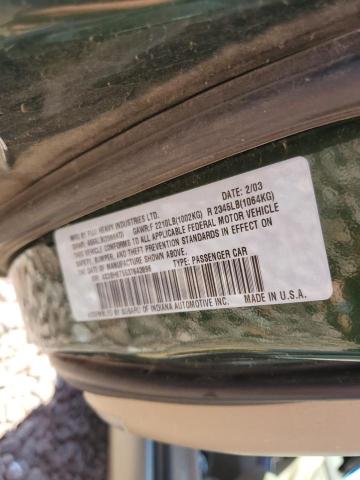 MFD BY FUJI HEAVY INDUSTRIES LTD. DATE: 2/03
GAWR:F 2210LB(1002KG) R 2345LB(1064KG)
THIS VEHICLE CONFORMS TO ALL APPLICABLE FEDERAL MOTOR VEHICLE
SAFETY, BUMPER, AND THEFT PREVENTION STANDARDS IN EFFECT ON
THE DATE OF MANUFACTURE SHOWN ABOVE.
TYPE: PASSENGER CAR
ASSEMBLED BY SUBARU OF INDIANA AUTOMOTIVE INC. MADE IN U.S.A.